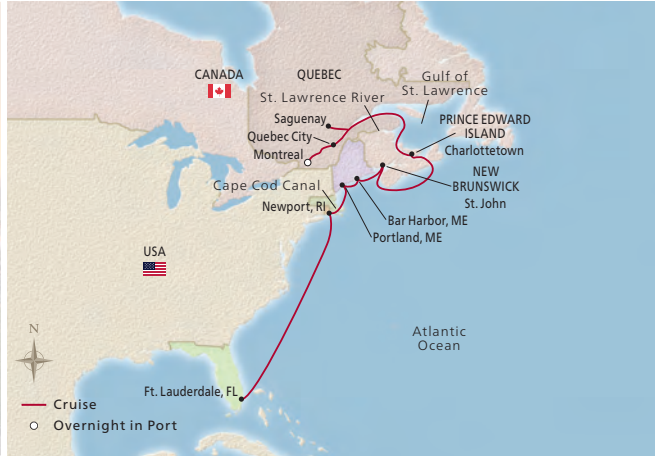 CANADA
QUEBEC
Gulf of
St. Lawrence
St. Lawrence River
Saguenay
PRINCE EDWARD
ISLAND
Charlottetown
Quebec City
Montreal
NEW
BRUNSWICK
St. John
Cape Cod Canal
Newport, RI
Bar Harbor, ME
Portland, ME
USA
Atlantic
Ocean
N
Ft. Lauderdale, FL
Cruise
Overnight in Port